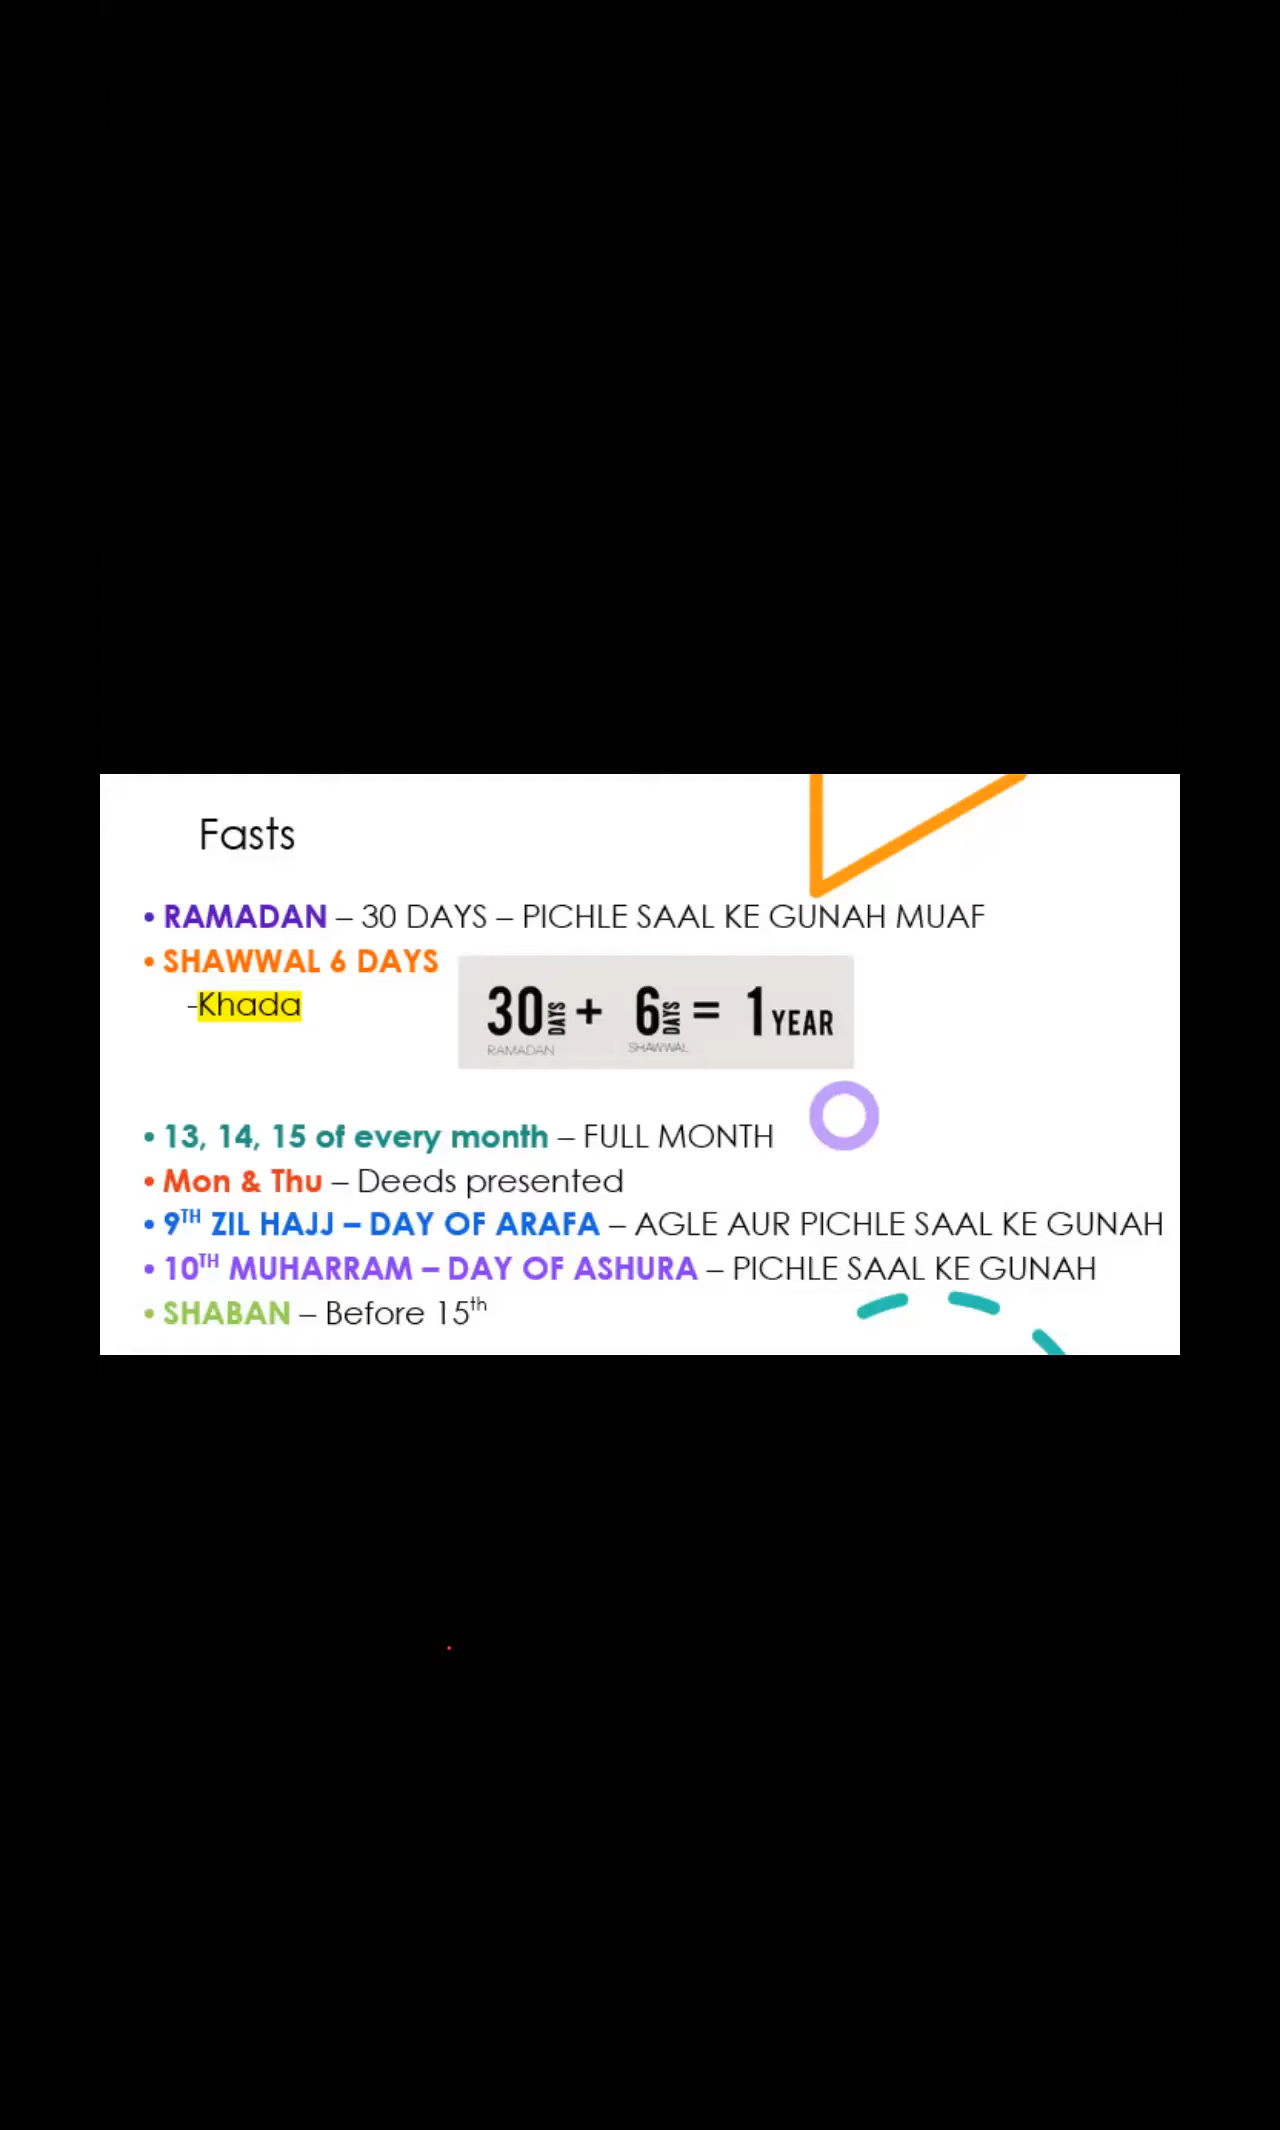 Fasts
• RAMADAN – 30 DAYS – PICHLE SAAL KE GUNAH MUAF
• SHAWWAL 6 DAYS
-Khada
30 DAYS + 6 DAYS = 1 YEAR
RAMADAN SHAWWAL
• 13, 14, 15 of every month – FULL MONTH
• Mon & Thu – Deeds presented
• 9TH ZIL HAJJ – DAY OF ARAFA – AGLE AUR PICHLE SAAL KE GUNAH
• 10TH MUHARRAM – DAY OF ASHURA – PICHLE SAAL KE GUNAH
• SHABAN – Before 15th